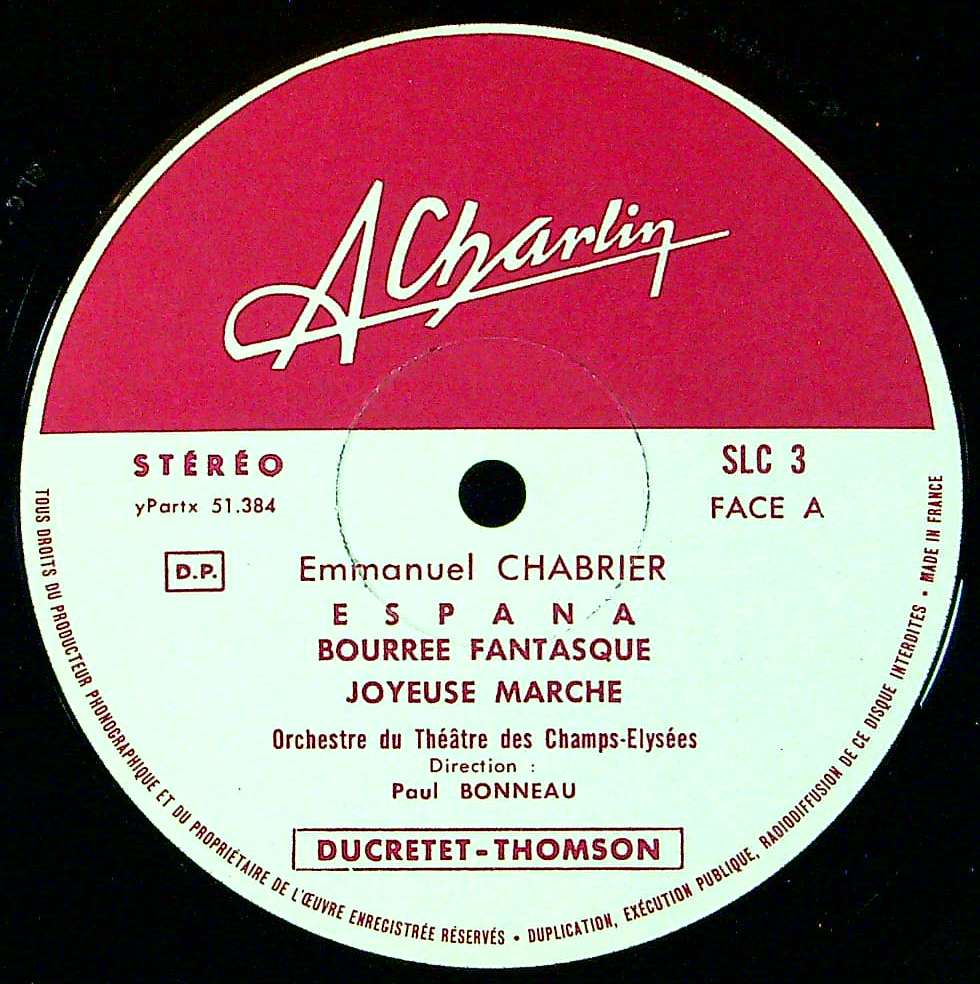 ACharlin
STÉRÉO
yPartx 51.384
SLC 3
FACE A
D.P.
Emmanuel CHABRIER
ESPANA
BOURREE FANTASQUE
JOYEUSE MARCHE
Orchestre du Théâtre des Champs-Elysées
Direction :
Paul BONNEAU
DUCRETET-THOMSON
TOUS DROITS DU PRODUCTEUR PHONOGRAPHIQUE ET DU PROPRIÉTAIRE DE L'ŒUVRE ENREGISTRÉE RÉSERVÉS • DUPLICATION, EXÉCUTION PUBLIQUE, RADIODIFFUSION DE CE DISQUE INTERDITES • MADE IN FRANCE